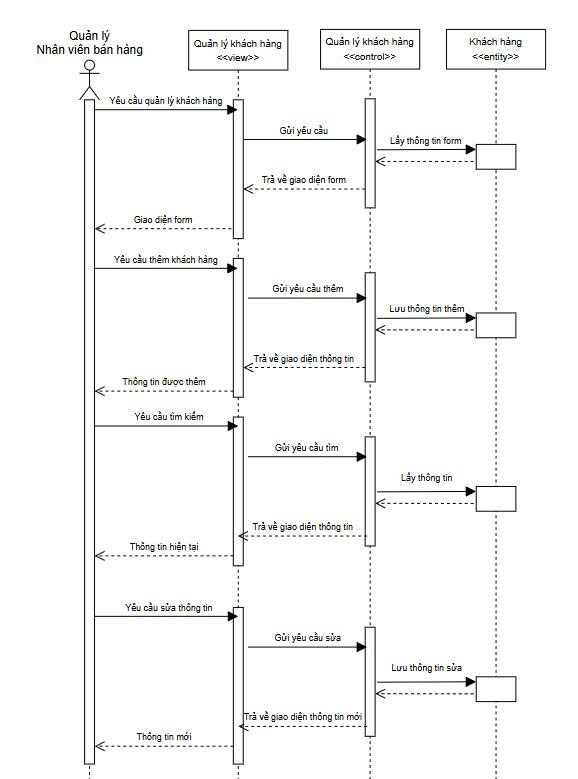 Quản lý
Nhân viên bán hàng
Quản lý khách hàng
<<view>>
Quản lý khách hàng
<<control>>
Khách hàng
<<entity>>
Yêu cầu quản lý khách hàng
Gửi yêu cầu
Lấy thông tin form
Trả về giao diện form
Giao diện form
Yêu cầu thêm khách hàng
Gửi yêu cầu thêm
Lưu thông tin thêm
Trả về giao diện thông tin
Thông tin được thêm
Yêu cầu tìm kiếm
Gửi yêu cầu tìm
Lấy thông tin
Trả về giao diện thông tin
Thông tin hiện tại
Yêu cầu sửa thông tin
Gửi yêu cầu sửa
Lưu thông tin sửa
Trả về giao diện thông tin mới
Thông tin mới